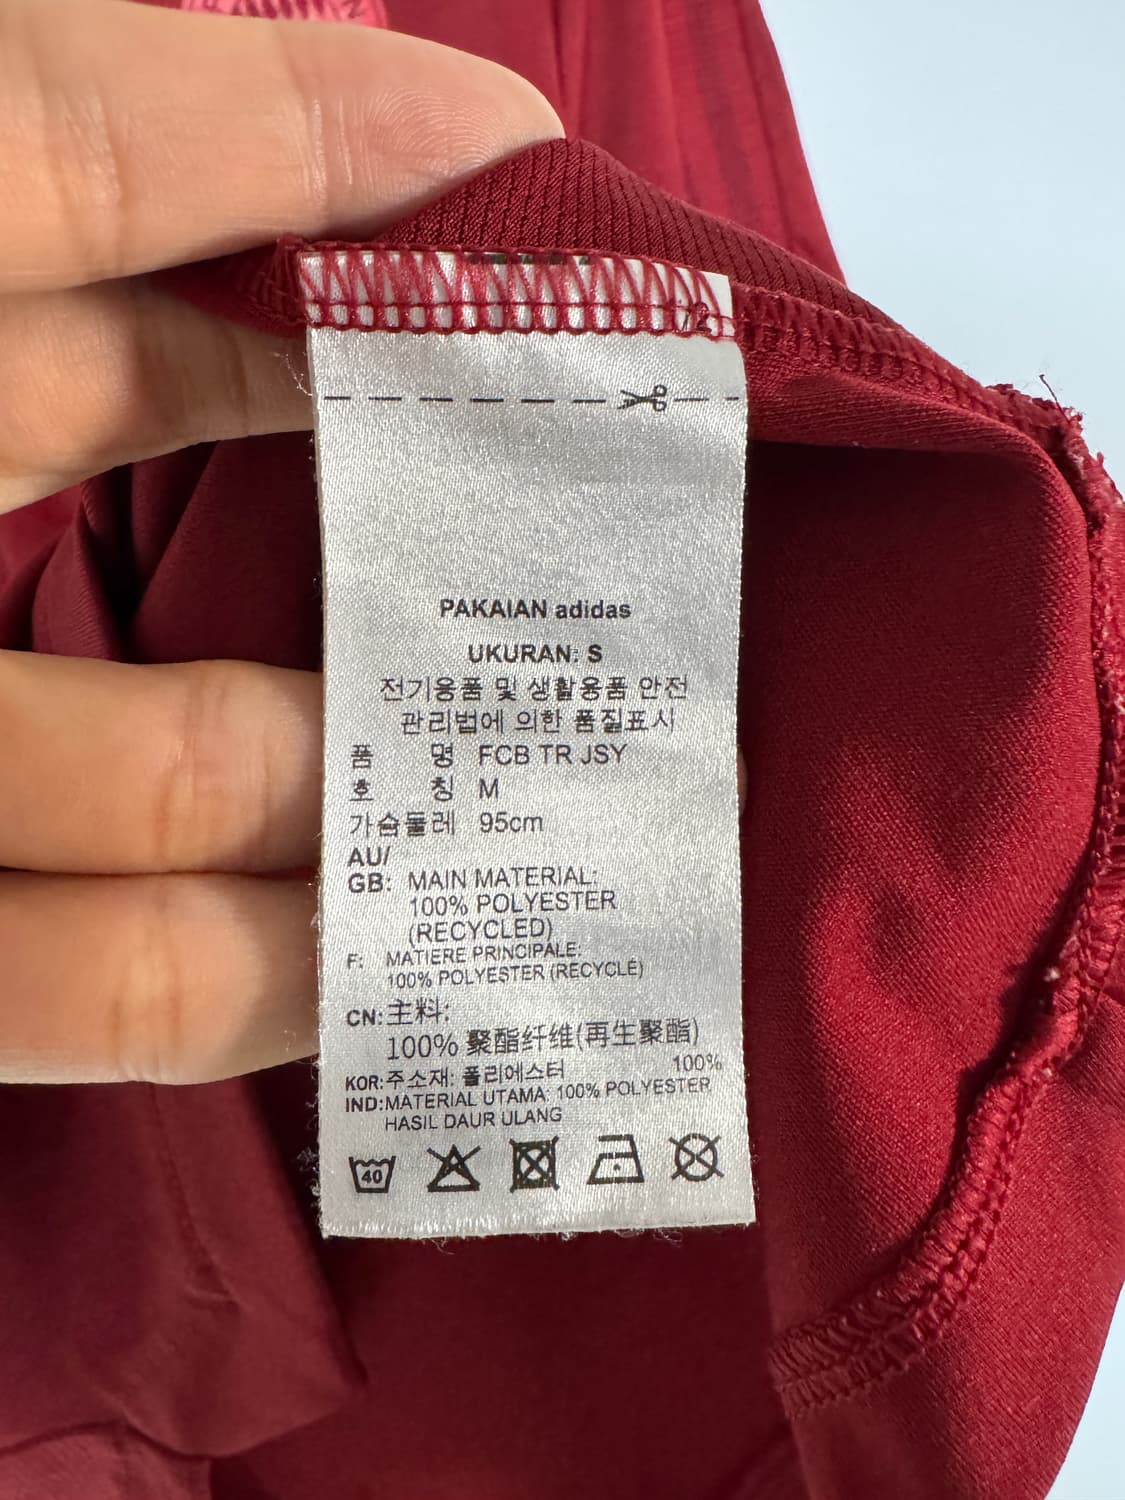 /2
PAKAIAN adidas
UKURAN: S
전기용품 및 생활용품 안전
관리법에 의한 품질표시
품 명 FCB TR JSY
호 칭 M
가슴둘레 95cm
AU/
GB: MAIN MATERIAL:
100% POLYESTER
(RECYCLED)
F: MATIERE PRINCIPALE:
100% POLYESTER (RECYCLÉ)
CN: 主料:
100% 聚酯纤维(再生聚酯)
KOR: 주소재: 폴리에스터 100%
IND: MATERIAL UTAMA: 100% POLYESTER
HASIL DAUR ULANG
40